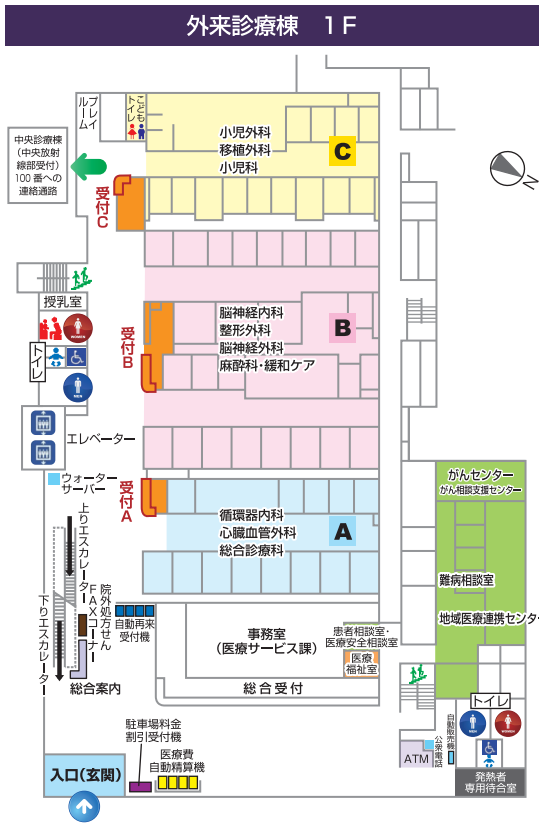 外来診療棟 1F
プレイ
ルーム
こども
トイレ
小児外科
移植外科
小児科
C
中央診療棟
(中央放射
線部受付)
100番への
連絡通路
受付C
N
授乳室
WOMEN
トイレ
MEN
脳神経内科
整形外科
脳神経外科
麻酔科・緩和ケア
B
受付B
エレベーター
ウォーター
サーバー
受付A
循環器内科
心臓血管外科
総合診療科
A
がんセンター
がん相談支援センター
難病相談室
地域医療連携センター
上りエスカレーター
下りエスカレーター
院外処方せん
FAXコーナー
総合案内
自動再来
受付機
事務室
(医療サービス課)
患者相談室・
医療安全相談室
医療
福祉室
総合受付
トイレ
MEN
WOMEN
自動販売機
公衆電話
ATM
発熱者
専用待合室
駐車場料金
割引受付機
医療費
自動精算機
入口(玄関)